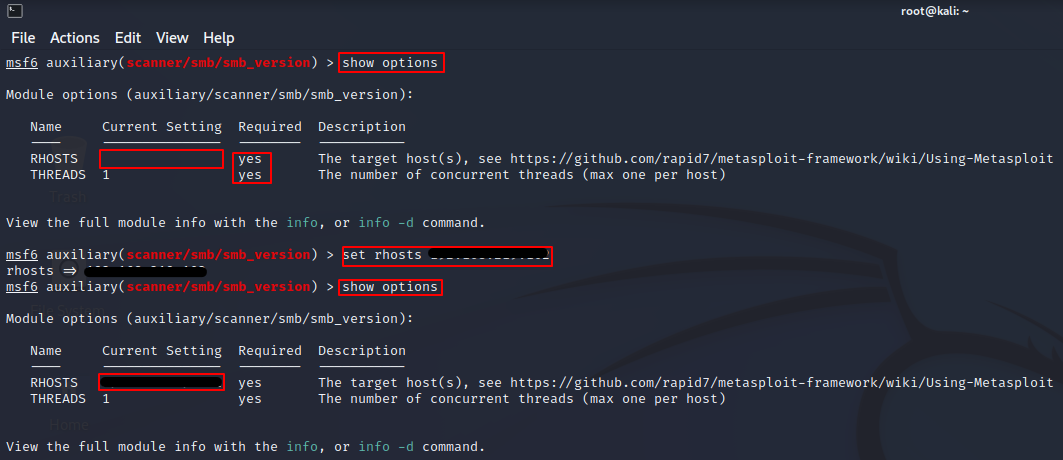 root@kali: ~
File Actions Edit View Help
msf6 auxiliary(scanner/smb/smb_version) > show options
Module options (auxiliary/scanner/smb/smb_version):
Name Current Setting Required Description
RHOSTS yes The target host(s), see https://github.com/rapid7/metasploit-framework/wiki/Using-Metasploit
THREADS 1 yes The number of concurrent threads (max one per host)
Trash
View the full module info with the info, or info -d command.
msf6 auxiliary(scanner/smb/smb_version) > set rhosts
rhosts ⇒
msf6 auxiliary(scanner/smb/smb_version) > show options
Module options (auxiliary/scanner/smb/smb_version):
Name Current Setting Required Description
RHOSTS yes The target host(s), see https://github.com/rapid7/metasploit-framework/wiki/Using-Metasploit
THREADS 1 yes The number of concurrent threads (max one per host)
Home
View the full module info with the info, or info -d command.